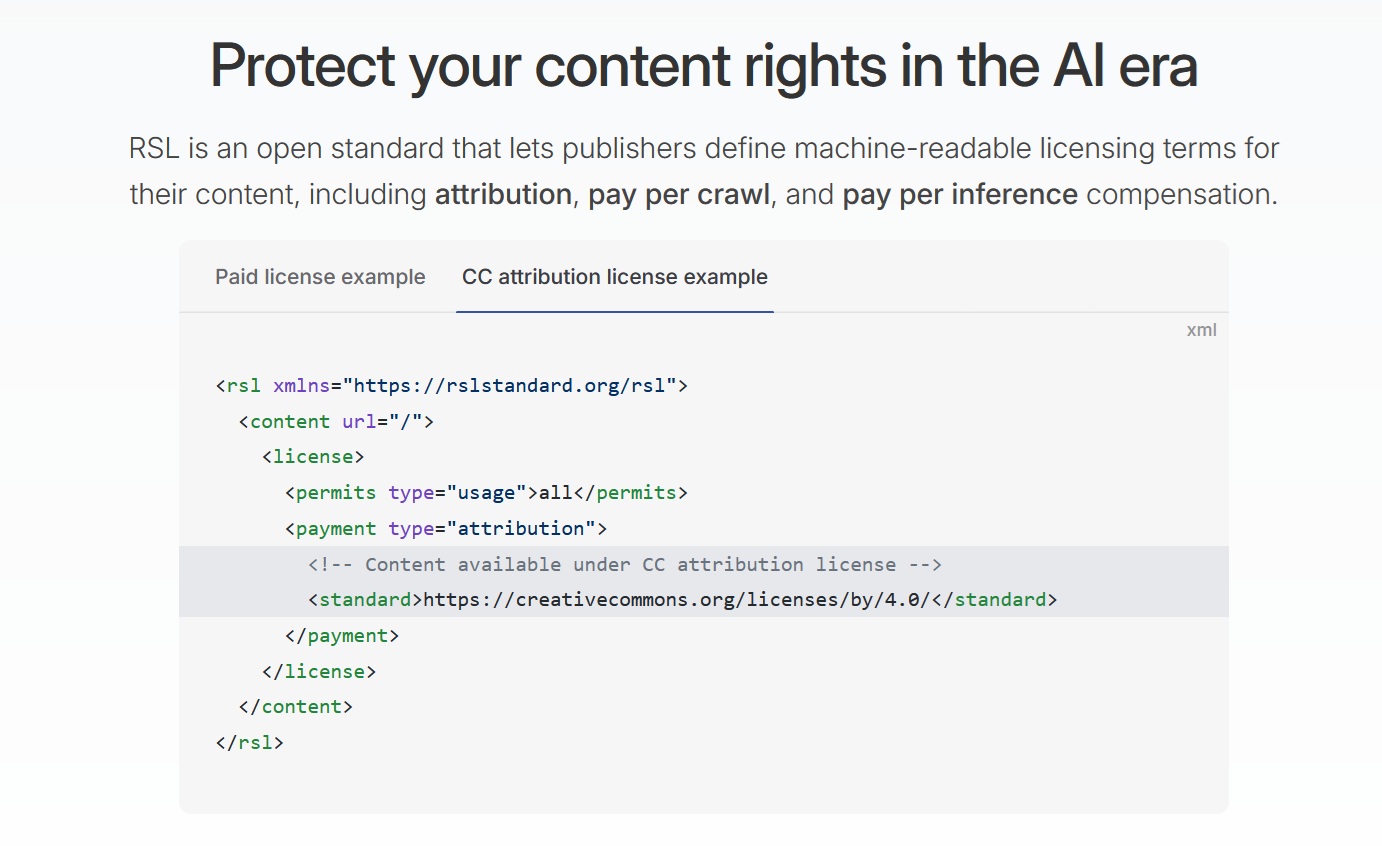 Protect your content rights in the AI era
RSL is an open standard that lets publishers define machine-readable licensing terms for
their content, including attribution, pay per crawl, and pay per inference compensation.
Paid license example CC attribution license example
xml
<rsl xmlns="https://rslstandard.org/rsl">
  <content url="/">
    <license>
      <permits type="usage">all</permits>
      <payment type="attribution">
        <!-- Content available under CC attribution license -->
        <standard>https://creativecommons.org/licenses/by/4.0/</standard>
      </payment>
    </license>
  </content>
</rsl>